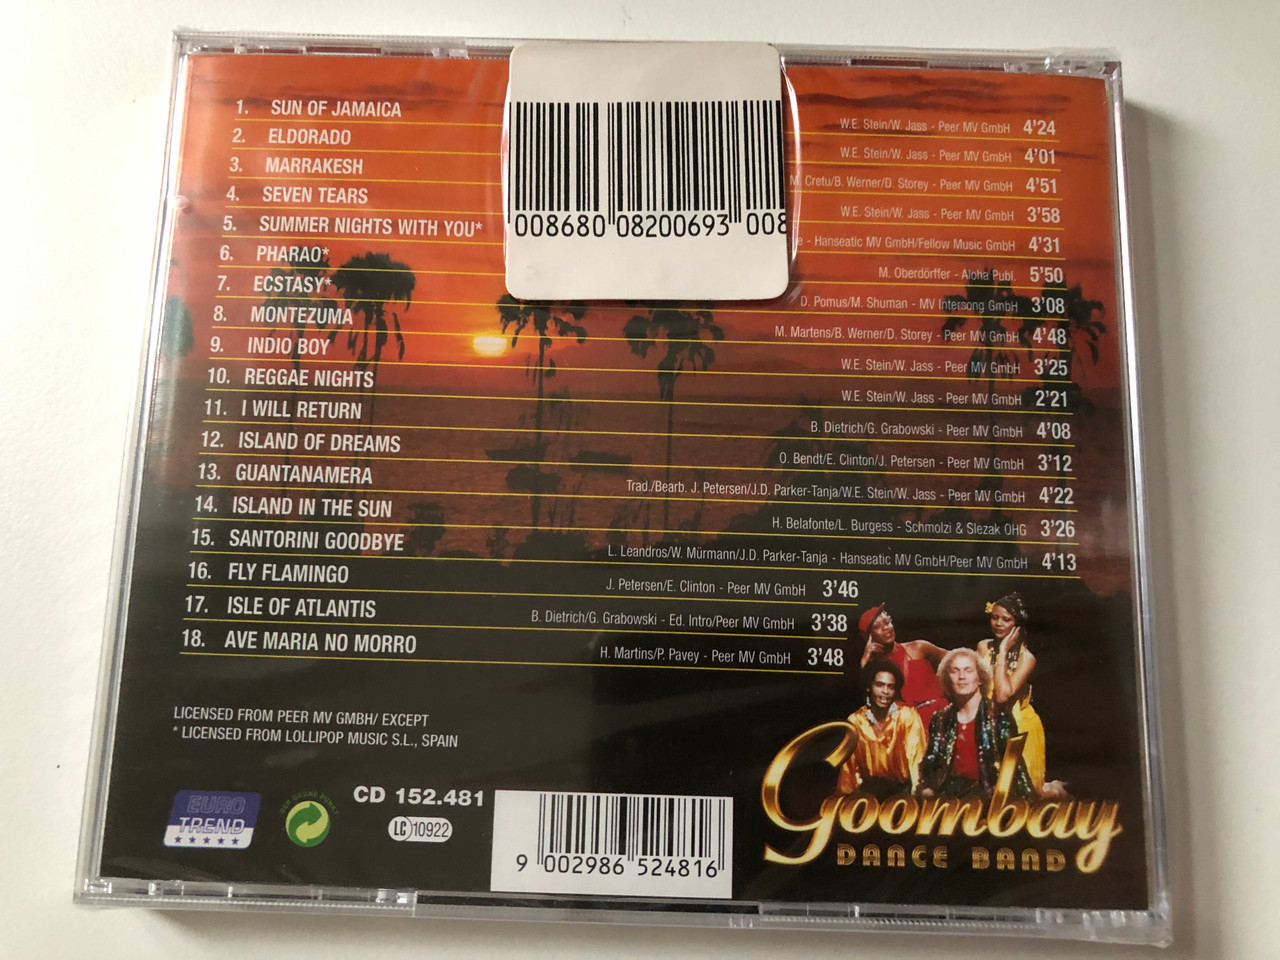 1. SUN OF JAMAICA W.E. Stein/W. Jass - Peer MV GmbH 4'24
2. ELDORADO W.E. Stein/W. Jass - Peer MV GmbH 4'01
3. MARRAKESH M. Cretu/B. Werner/D. Storey - Peer MV GmbH 4'51
4. SEVEN TEARS W.E. Stein/W. Jass - Peer MV GmbH 3'58
5. SUMMER NIGHTS WITH YOU* - Hanseatic MV GmbH/Fellow Music GmbH 4'31
6. PHARAO* M. Oberdörffer - Aloha Publ. 5'50
7. ECSTASY* D. Pomus/M. Shuman - MV Intersong GmbH 3'08
8. MONTEZUMA M. Martens/B. Werner/D. Storey - Peer MV GmbH 4'48
9. INDIO BOY W.E. Stein/W. Jass - Peer MV GmbH 3'25
10. REGGAE NIGHTS W.E. Stein/W. Jass - Peer MV GmbH 2'21
11. I WILL RETURN B. Dietrich/G. Grabowski - Peer MV GmbH 4'08
12. ISLAND OF DREAMS O. Bendt/E. Clinton/J. Petersen - Peer MV GmbH 3'12
13. GUANTANAMERA Trad./Bearb. J. Petersen/J.D. Parker-Tanja/W.E. Stein/W. Jass - Peer MV GmbH 4'22
14. ISLAND IN THE SUN H. Belafonte/L. Burgess - Schmolzi & Slezak OHG 3'26
15. SANTORINI GOODBYE L. Leandros/W. Mürmann/J.D. Parker-Tanja - Hanseatic MV GmbH/Peer MV GmbH 4'13
16. FLY FLAMINGO J. Petersen/E. Clinton - Peer MV GmbH 3'46
17. ISLE OF ATLANTIS B. Dietrich/G. Grabowski - Ed. Intro/Peer MV GmbH 3'38
18. AVE MARIA NO MORRO H. Martins/P. Pavey - Peer MV GmbH 3'48
008680 08200693 008
LICENSED FROM PEER MV GMBH/ EXCEPT
* LICENSED FROM LOLLIPOP MUSIC S.L., SPAIN
EURO
TREND
DER GRÜNE PUNKT
CD 152.481
LC 10922
9 002986 524816
Goombay
DANCE BAND